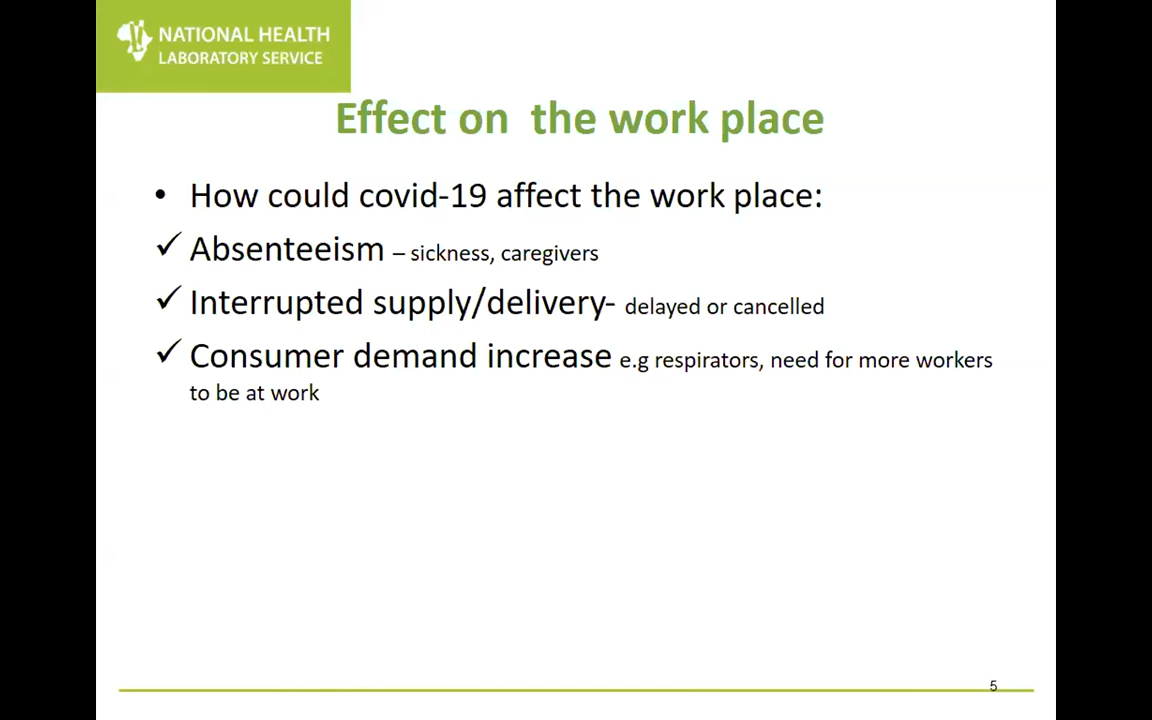 NATIONAL HEALTH
LABORATORY SERVICE
Effect on the work place
• How could covid-19 affect the work place:
✓ Absenteeism – sickness, caregivers
✓ Interrupted supply/delivery- delayed or cancelled
✓ Consumer demand increase e.g respirators, need for more workers
to be at work
5